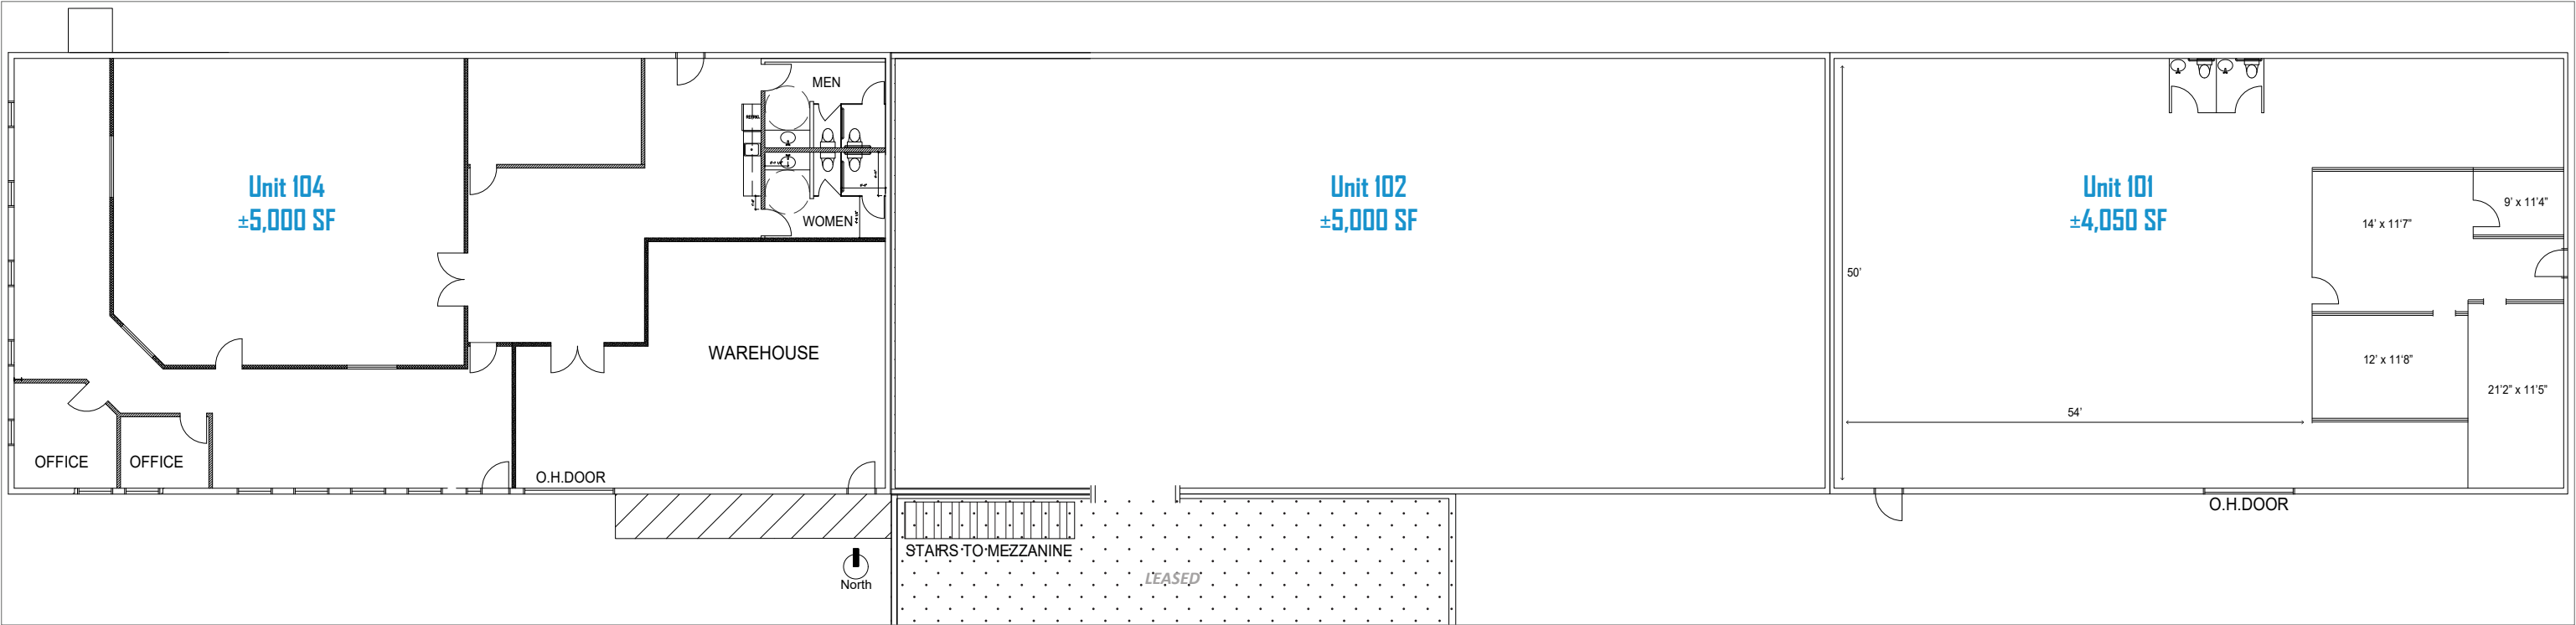 MEN
REFRIG.
Unit 104
±5,000 SF
WOMEN
WAREHOUSE
OFFICE
OFFICE
O.H.DOOR
Unit 102
±5,000 SF
STAIRS TO MEZZANINE
LEASED
North
Unit 101
±4,050 SF
50'
54'
14' x 11'7"
9' x 11'4"
12' x 11'8"
21'2" x 11'5"
O.H.DOOR